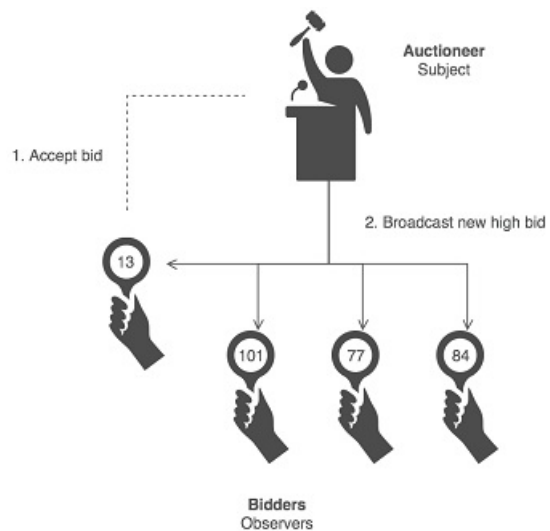 Auctioneer
Subject
1. Accept bid
2. Broadcast new high bid
13
101
77
84
Bidders
Observers